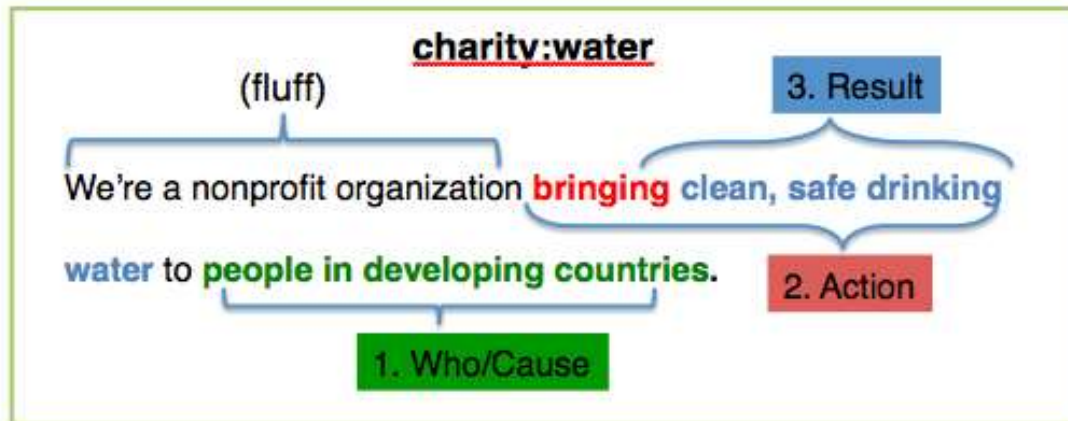 charity:water
(fluff)
3. Result
We're a nonprofit organization bringing clean, safe drinking
water to people in developing countries.
2. Action
1. Who/Cause